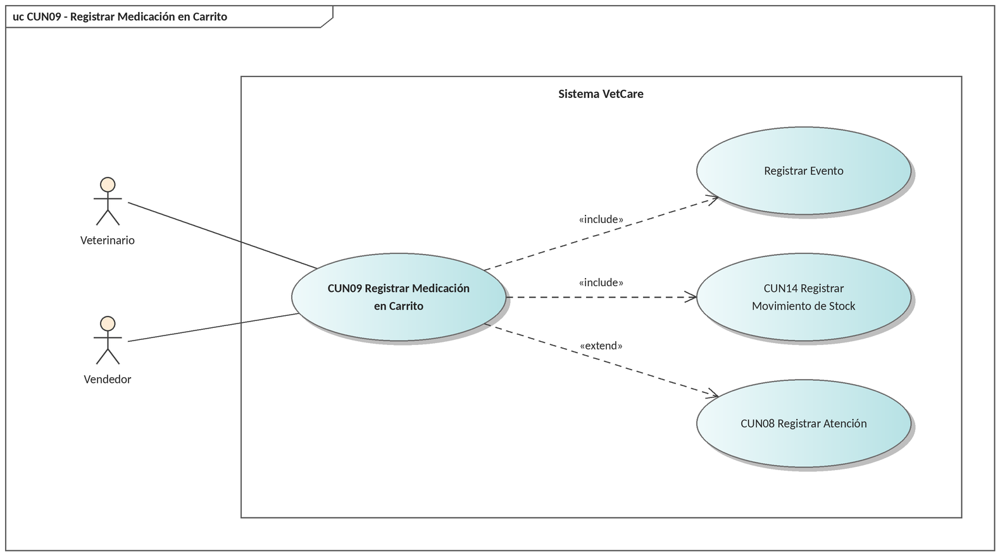 uc CUN09 - Registrar Medicación en Carrito
Sistema VetCare
Registrar Evento
«include»
Veterinario
CUN09 Registrar Medicación
en Carrito
«include»
CUN14 Registrar
Movimiento de Stock
«extend»
Vendedor
CUN08 Registrar Atención